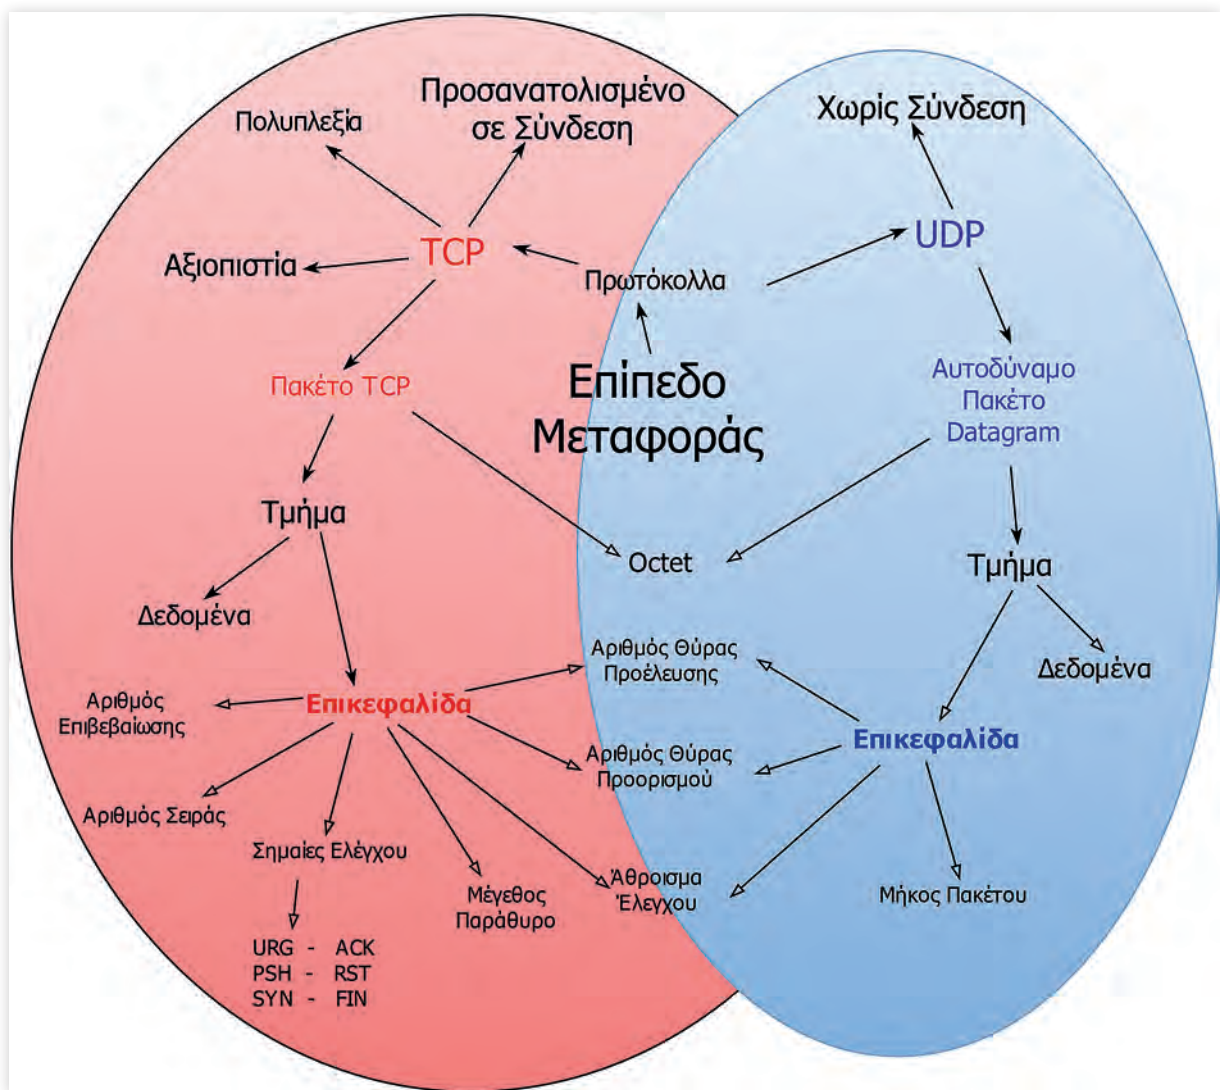 Προσανατολισμένο
σε Σύνδεση
Πολυπλεξία
Χωρίς Σύνδεση
TCP
UDP
Αξιοπιστία
Πρωτόκολλα
Πακέτο TCP
Επίπεδο
Μεταφοράς
Αυτοδύναμο
Πακέτο
Datagram
Τμήμα
Octet
Τμήμα
Δεδομένα
Αριθμός Θύρας
Προέλευσης
Δεδομένα
Αριθμός
Επιβεβαίωσης
Επικεφαλίδα
Επικεφαλίδα
Αριθμός Θύρας
Προορισμού
Αριθμός Σειράς
Σημαίες Ελέγχου
Μέγεθος
Παράθυρο
Άθροισμα
Έλεγχου
Μήκος Πακέτου
URG - ACK
PSH - RST
SYN - FIN